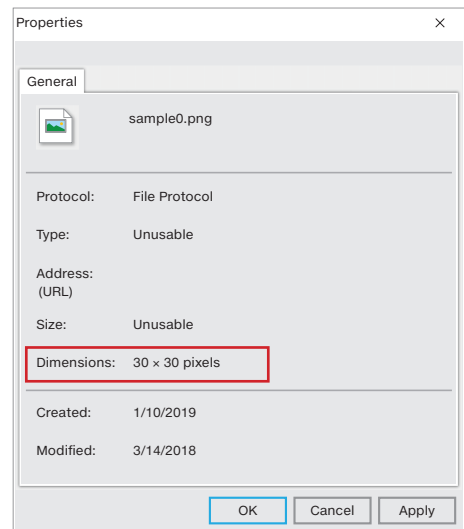 Properties
General
sample0.png
Protocol: File Protocol
Type: Unusable
Address:
(URL)
Size: Unusable
Dimensions: 30 × 30 pixels
Created: 1/10/2019
Modified: 3/14/2018
OK Cancel Apply